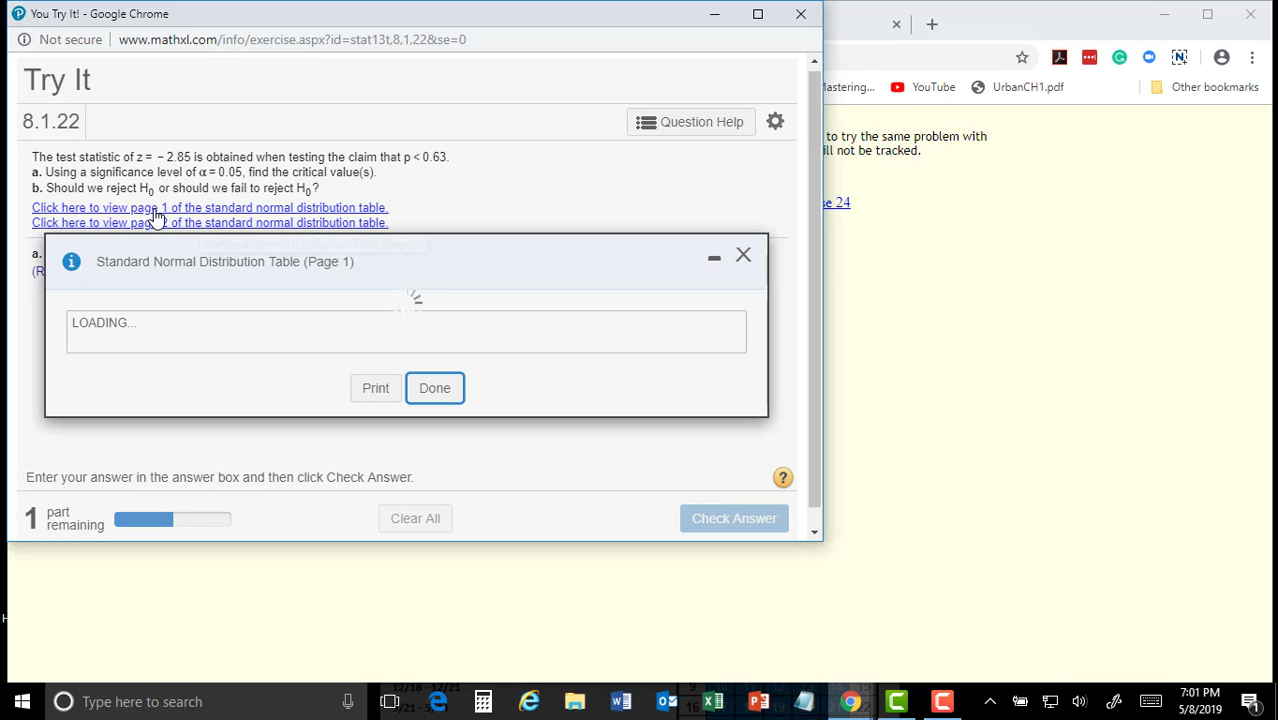 You Try It! - Google Chrome
Not secure
www.mathxl.com/info/exercise.aspx?id=stat13t,8,1,22&se=0
Mastering...
YouTube
UrbanCH1.pdf
Other bookmarks
Try It
8.1.22
Question Help
The test statistic of z = − 2.85 is obtained when testing the claim that p < 0.63.
a. Using a significance level of α = 0.05, find the critical value(s).
b. Should we reject H0 or should we fail to reject H0?
Click here to view page 1 of the standard normal distribution table.
Click here to view page 2 of the standard normal distribution table.
to try the same problem with
ill not be tracked.
se 24
a.
(R
Standard Normal Distribution Table (Page 1)
LOADING...
Print
Done
Enter your answer in the answer box and then click Check Answer.
?
1 part
remaining
Clear All
Check Answer
Type here to search
12/18 - 12/21
9
16
7:01 PM
5/8/2019